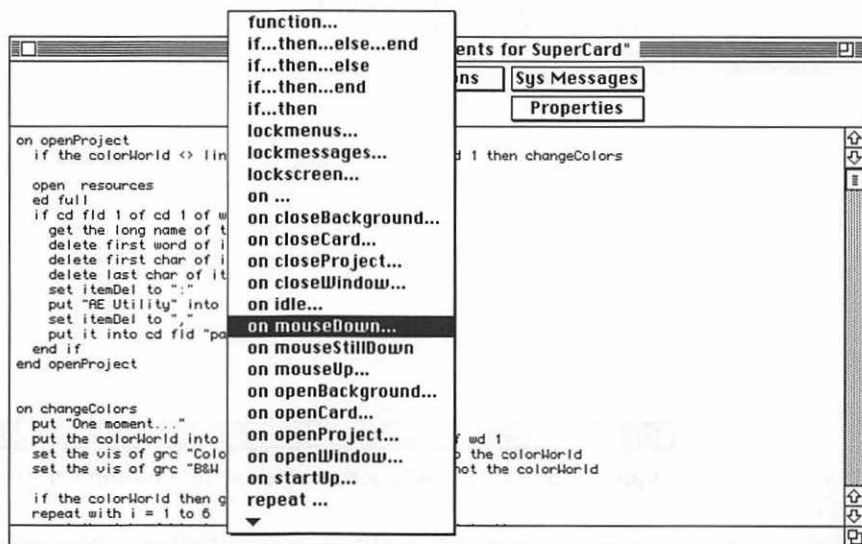 function...
if...then...else...end
if...then...else
if...then...end
if...then
lockmenus...
lockmessages...
lockscreen...
on ...
on closeBackground...
on closeCard...
on closeProject...
on closeWindow...
on idle...
on mouseDown...
on mouseStillDown
on mouseUp...
on openBackground...
on openCard...
on openProject...
on openWindow...
on startUp...
repeat ...
ents for SuperCard"
ns
Sys Messages
Properties
on openProject
if the colorWorld <> lin d 1 then changeColors
open resources
ed full
if cd fld 1 of cd 1 of w
get the long name of t
delete first word of i
delete first char of i
delete last char of it
set itemDel to ":"
put "AE Utility" into
set itemDel to ","
put it into cd fld "pa
end if
end openProject
on changeColors
put "One moment..."
put the colorWorld into f wd 1
set the vis of grc "Colo o the colorWorld
set the vis of grc "B&W not the colorWorld
if the colorWorld then g
repeat with i = 1 to 6